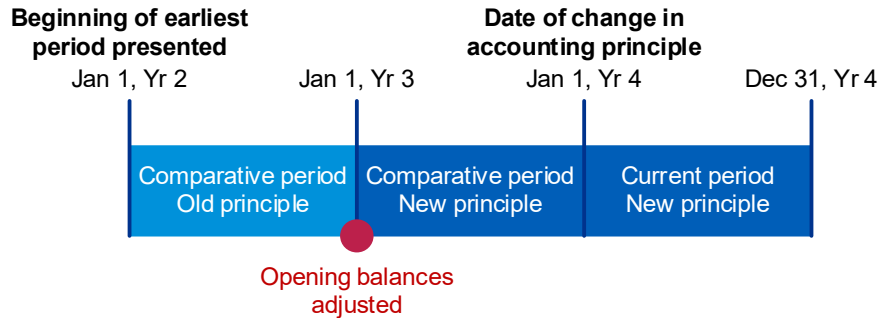 Beginning of earliest
period presented
Date of change in
accounting principle
Jan 1, Yr 2
Jan 1, Yr 3
Jan 1, Yr 4
Dec 31, Yr 4
Comparative period
Old principle
Comparative period
New principle
Current period
New principle
Opening balances
adjusted